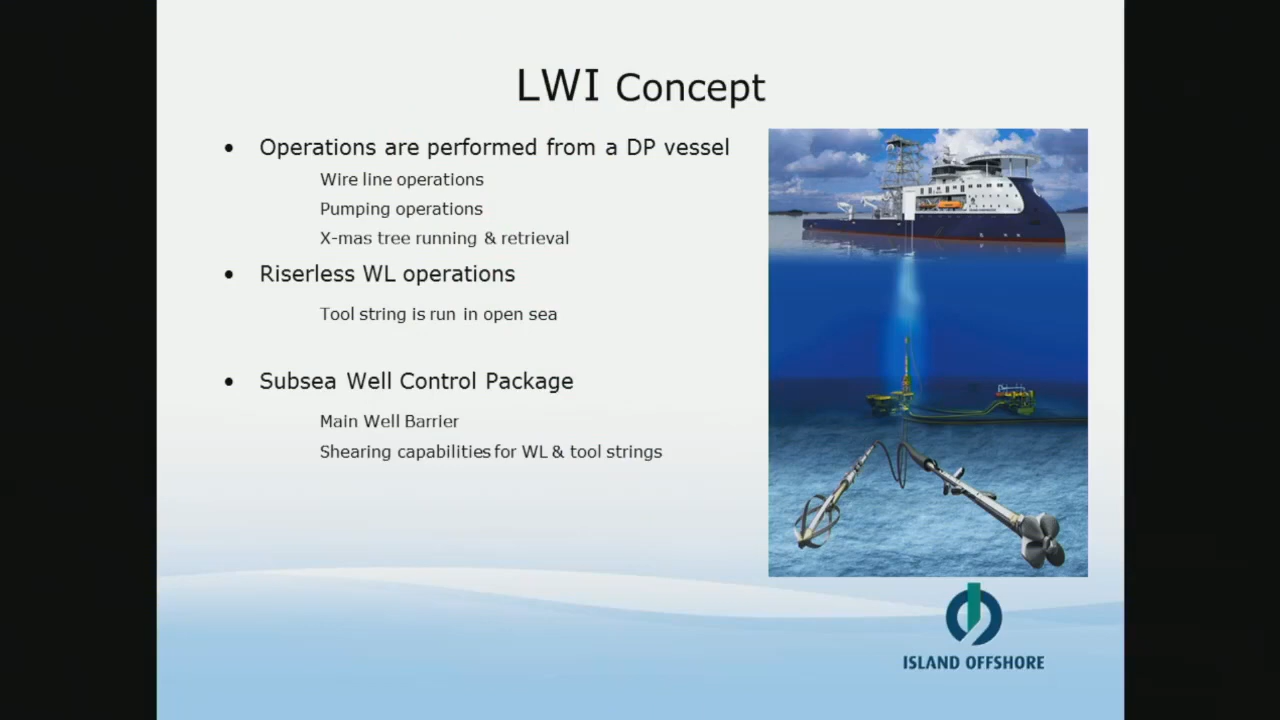 LWI Concept
• Operations are performed from a DP vessel
Wire line operations
Pumping operations
X-mas tree running & retrieval
• Riserless WL operations
Tool string is run in open sea
• Subsea Well Control Package
Main Well Barrier
Shearing capabilities for WL & tool strings
ISLAND OFFSHORE